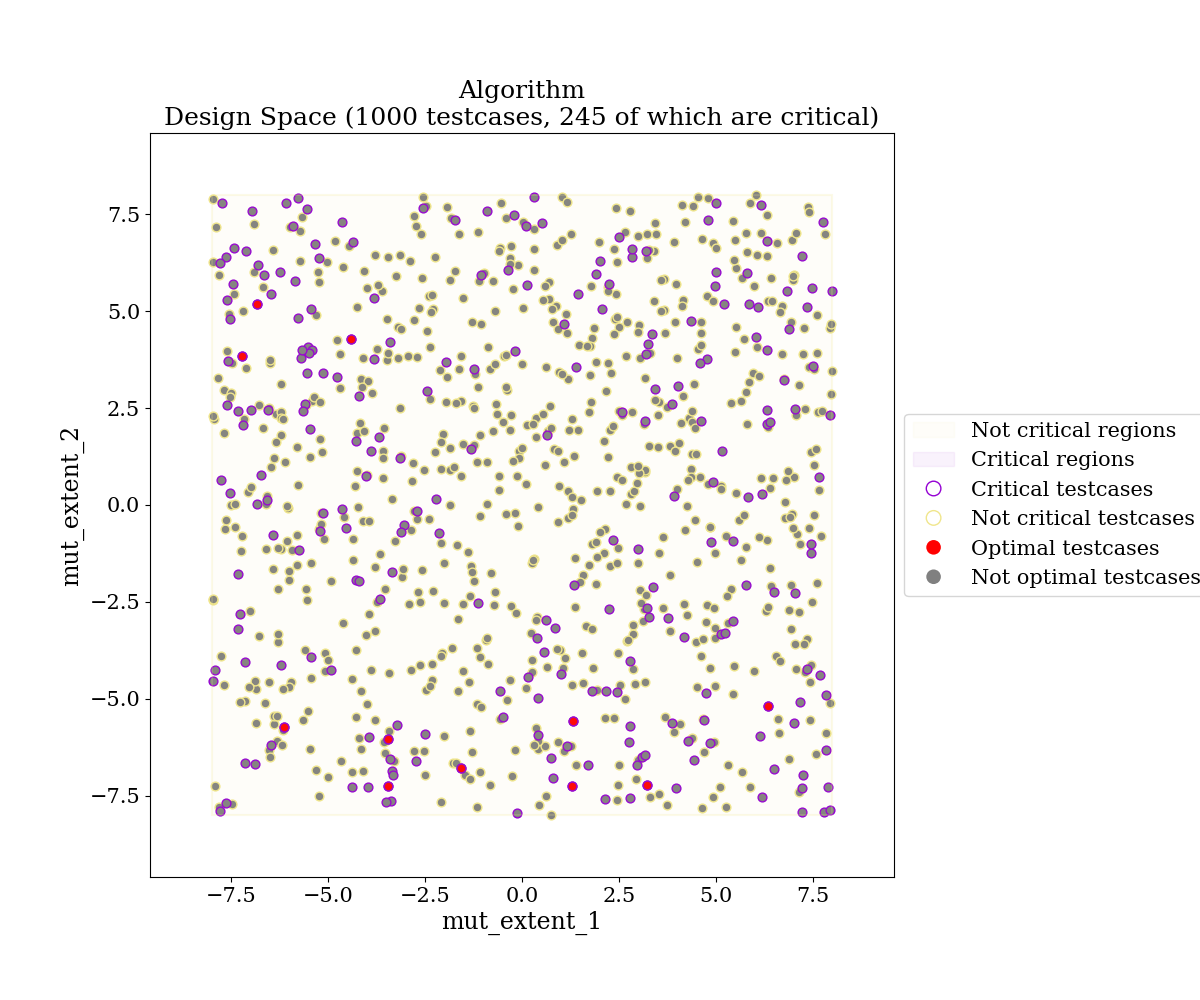 Algorithm
Design Space (1000 testcases, 245 of which are critical)
7.5
5.0
2.5
0.0
−2.5
−5.0
−7.5
mut_extent_2
−7.5
−5.0
−2.5
0.0
2.5
5.0
7.5
mut_extent_1
Not critical regions
Critical regions
Critical testcases
Not critical testcases
Optimal testcases
Not optimal testcases